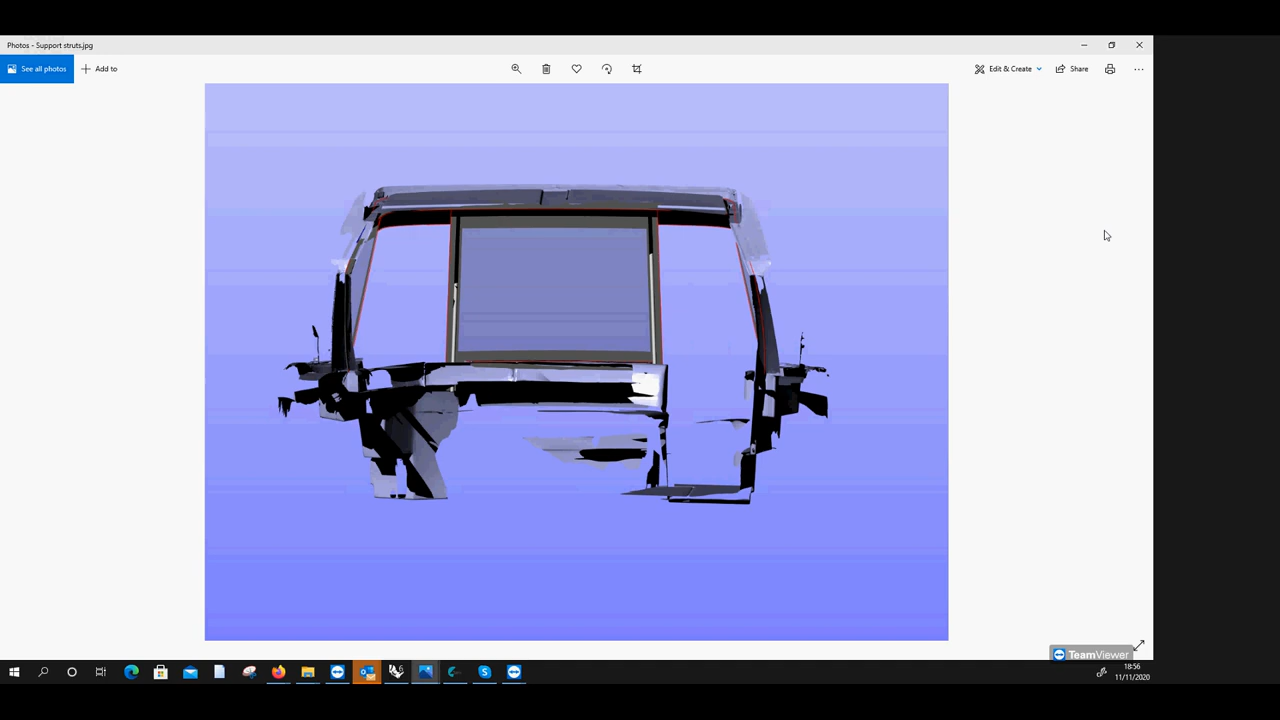 Photos - Support struts.jpg
See all photos
Add to
Edit & Create
Share
TeamViewer
18:56
11/11/2020